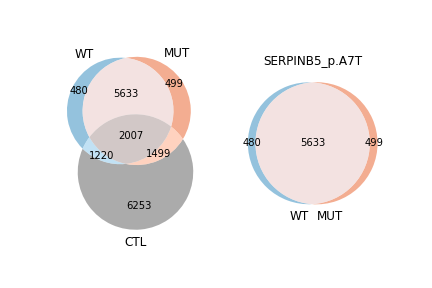 WT
MUT
480
5633
499
2007
1220
1499
6253
CTL
SERPINB5_p.A7T
480
5633
499
WT
MUT